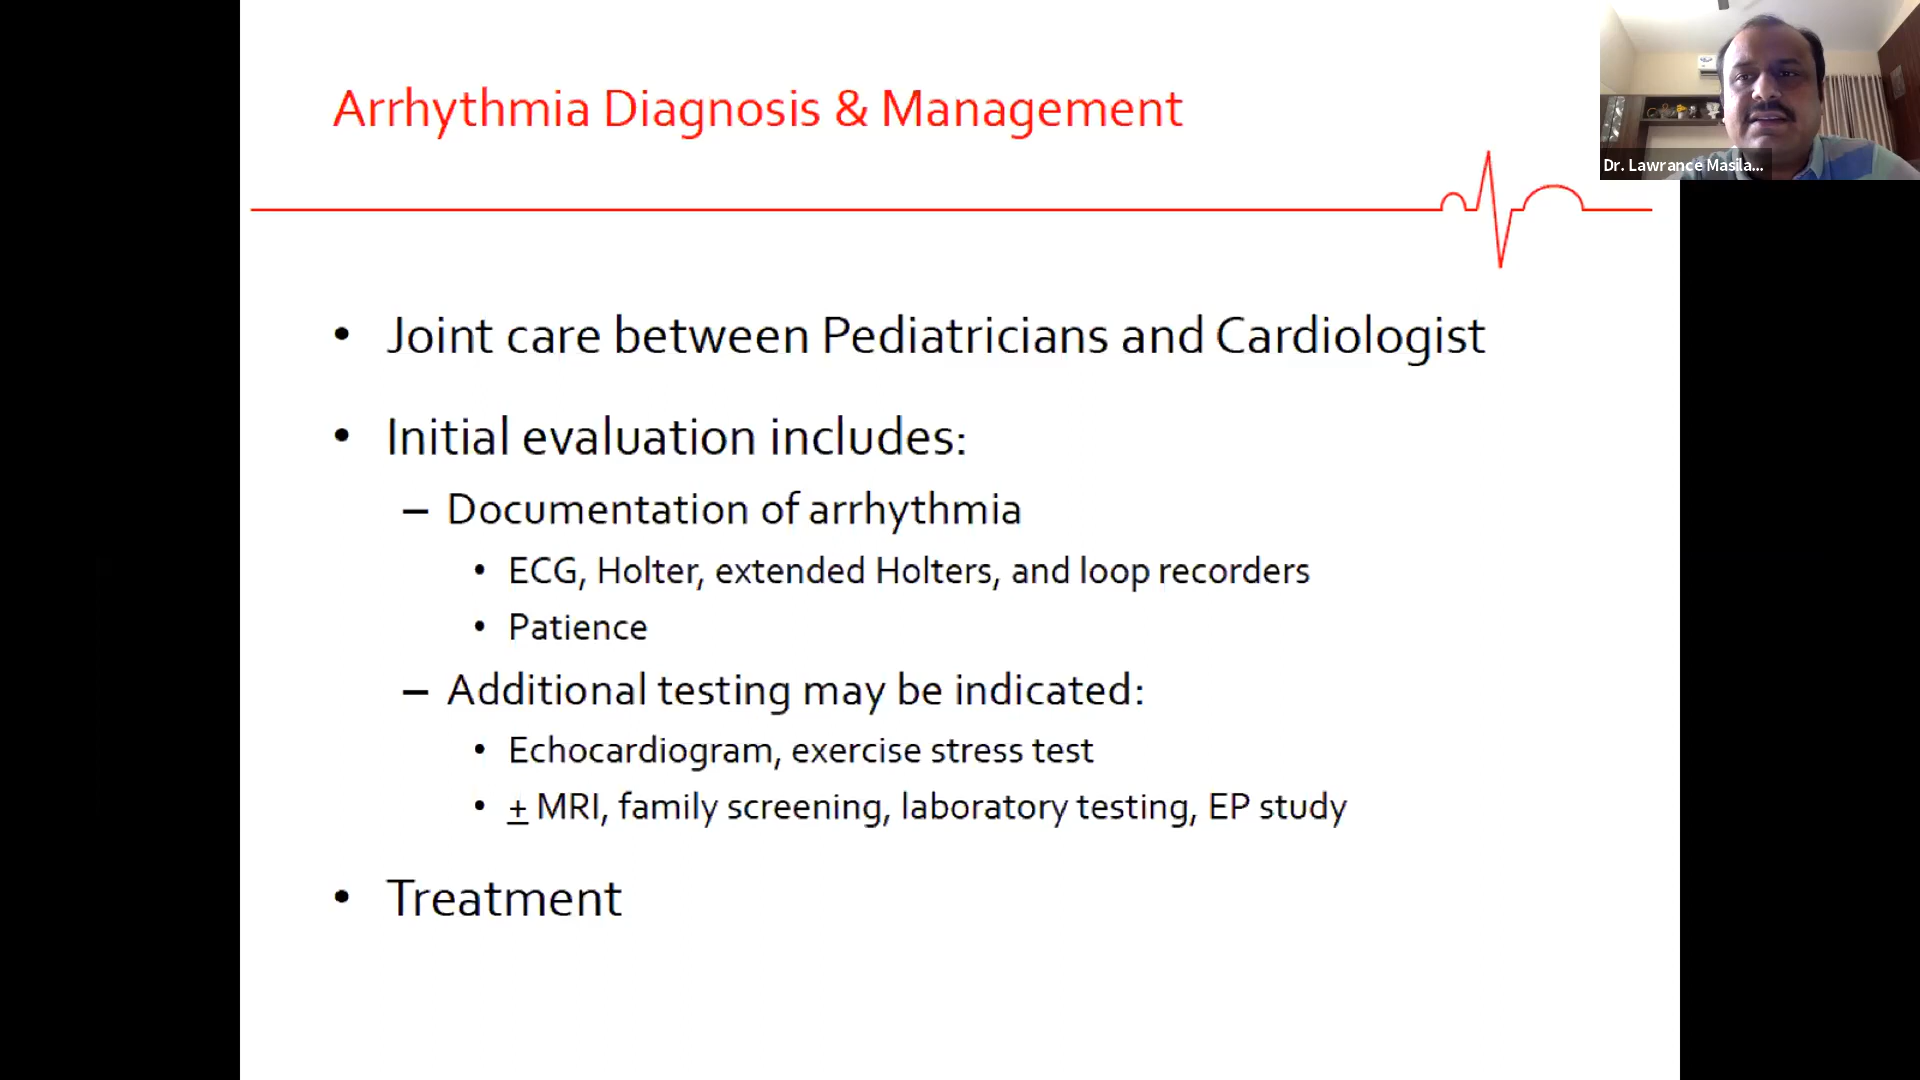 Arrhythmia Diagnosis & Management
Dr. Lawrance Masila...
• Joint care between Pediatricians and Cardiologist
• Initial evaluation includes:
– Documentation of arrhythmia
• ECG, Holter, extended Holters, and loop recorders
• Patience
– Additional testing may be indicated:
• Echocardiogram, exercise stress test
• ± MRI, family screening, laboratory testing, EP study
• Treatment